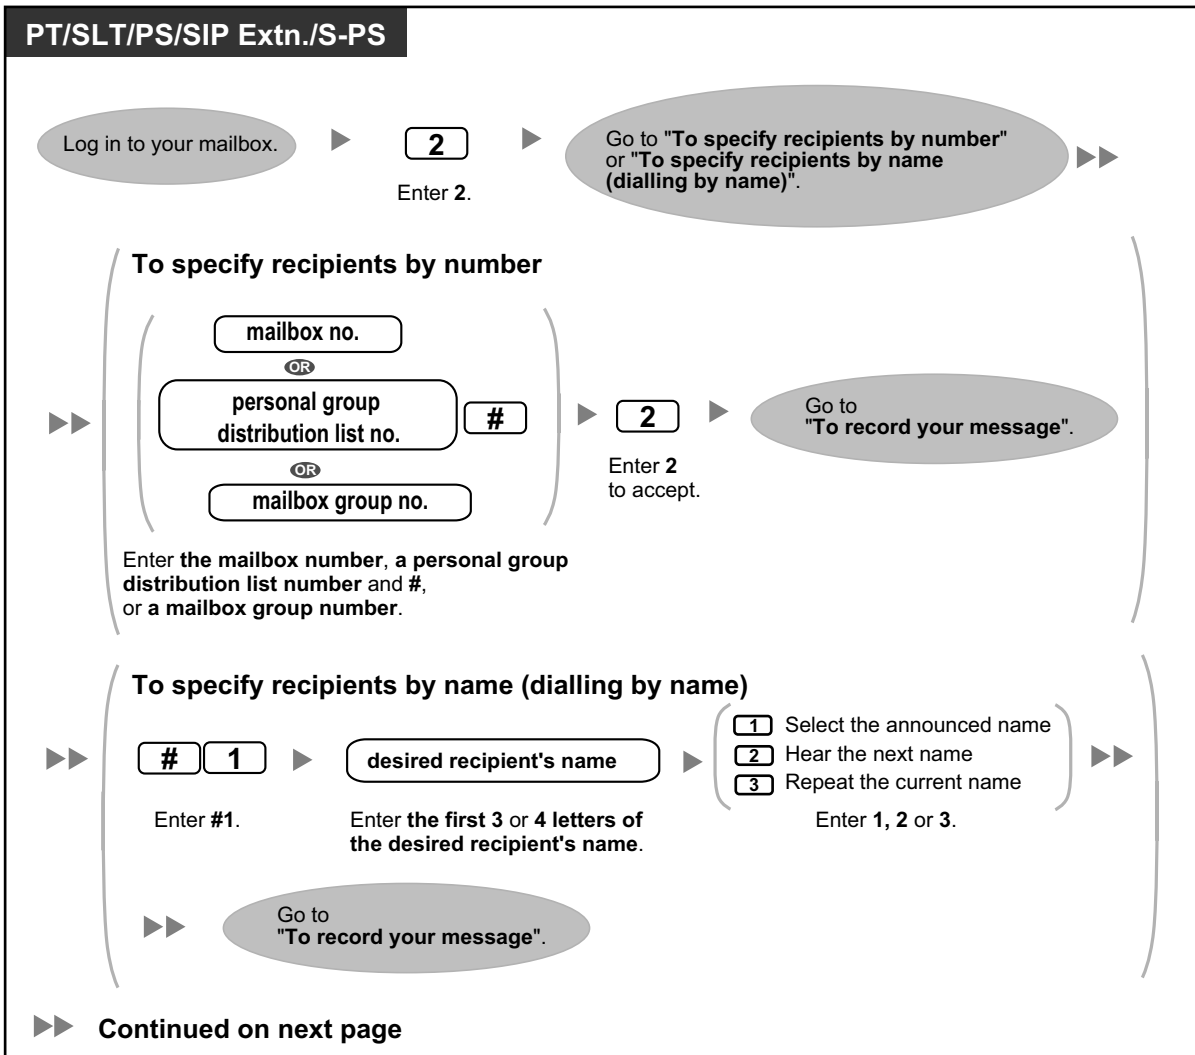 PT/SLT/PS/SIP Extn./S-PS
Log in to your mailbox.
2
Enter 2.
Go to "To specify recipients by number"
or "To specify recipients by name
(dialling by name)".
To specify recipients by number
mailbox no.
OR
personal group
distribution list no.
#
OR
mailbox group no.
Enter the mailbox number, a personal group
distribution list number and #,
or a mailbox group number.
2
Enter 2
to accept.
Go to
"To record your message".
To specify recipients by name (dialling by name)
# 1
Enter #1.
desired recipient's name
Enter the first 3 or 4 letters of
the desired recipient's name.
1 Select the announced name
2 Hear the next name
3 Repeat the current name
Enter 1, 2 or 3.
Go to
"To record your message".
Continued on next page